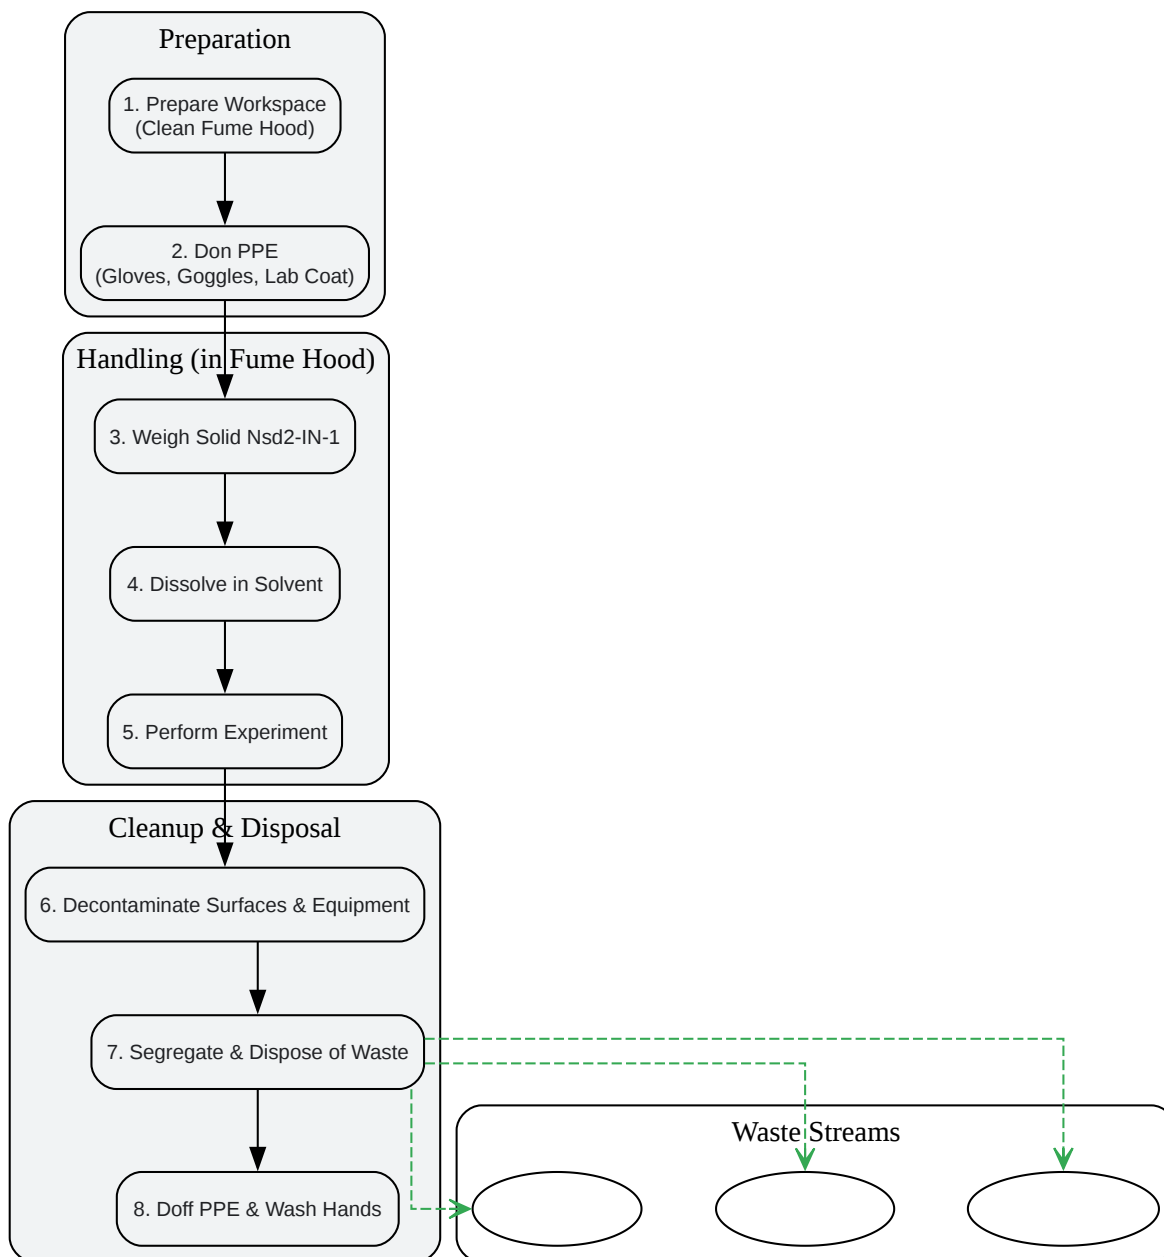 Preparation
1. Prepare Workspace
(Clean Fume Hood)
2. Don PPE
(Gloves, Goggles, Lab Coat)
Handling (in Fume Hood)
3. Weigh Solid Nsd2-IN-1
4. Dissolve in Solvent
5. Perform Experiment
Cleanup & Disposal
6. Decontaminate Surfaces & Equipment
7. Segregate & Dispose of Waste
Waste Streams
8. Doff PPE & Wash Hands